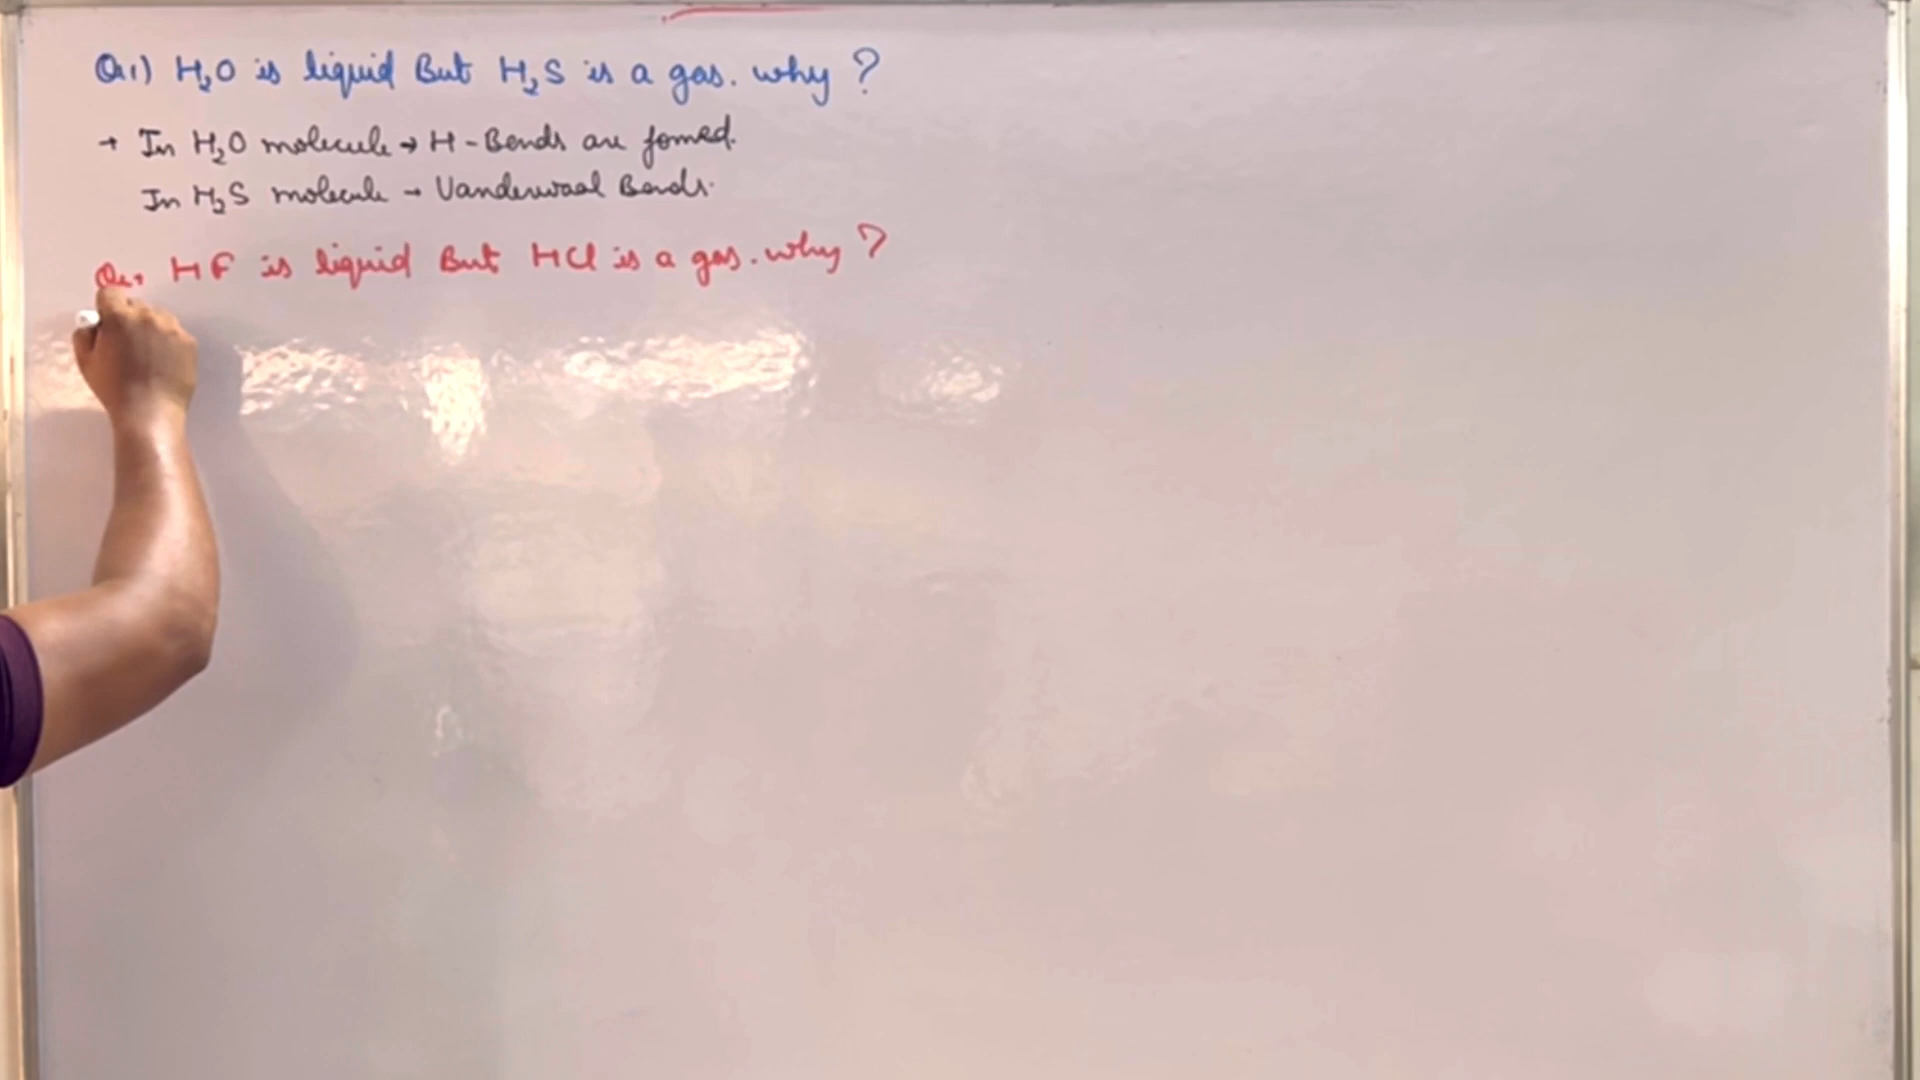 Q1) H₂O is liquid But H₂S is a gas. why ?
→ In H₂O molecule → H-Bonds are fomed.
In H₂S molecule → Vanderwaal Bonds.
HF is liquid But HCl is a gas. why ?